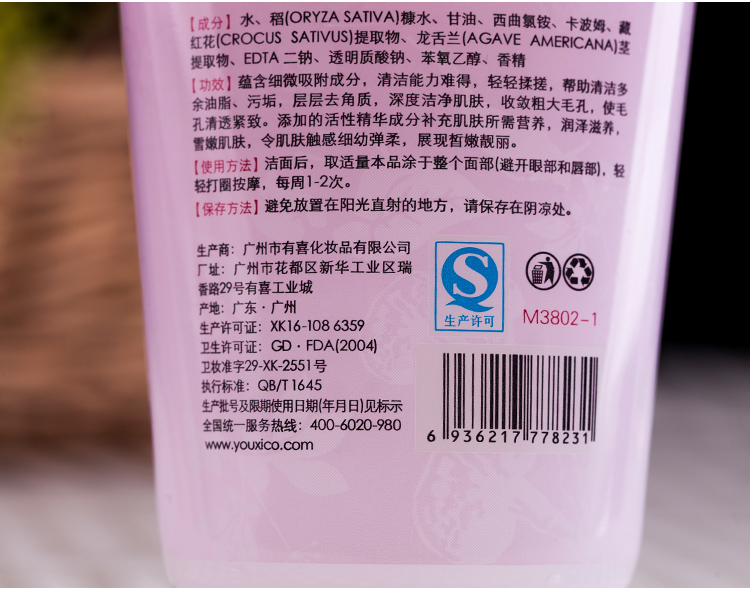 【成分】水、稻(ORYZA SATIVA)糠水、甘油、西曲氯铵、卡波姆、藏
红花(CROCUS SATIVUS)提取物、龙舌兰(AGAVE AMERICANA)茎
提取物、EDTA 二钠、透明质酸钠、苯氧乙醇、香精
【功效】蕴含细微吸附成分，清洁能力难得，轻轻揉搓，帮助清洁多
余油脂、污垢，层层去角质，深度洁净肌肤，收敛粗大毛孔，使毛
孔清透紧致。添加的活性精华成分补充肌肤所需营养，润泽滋养，
雪嫩肌肤，令肌肤触感细幼弹柔，展现皙嫩靓丽。
【使用方法】洁面后，取适量本品涂于整个面部(避开眼部和唇部)，轻
轻打圈按摩，每周1-2次。
【保存方法】避免放置在阳光直射的地方，请保存在阴凉处。
生产商：广州市有喜化妆品有限公司
厂址：广州市花都区新华工业区瑞
香路29号有喜工业城
产地：广东·广州
生产许可证：XK16-108 6359
卫生许可证：GD·FDA(2004)
卫妆准字29-XK-2551号
执行标准：QB/T 1645
生产批号及限期使用日期(年月日)见标示
全国统一服务热线：400-6020-980
www.youxico.com
生产许可
M3802-1
6 936217 778231